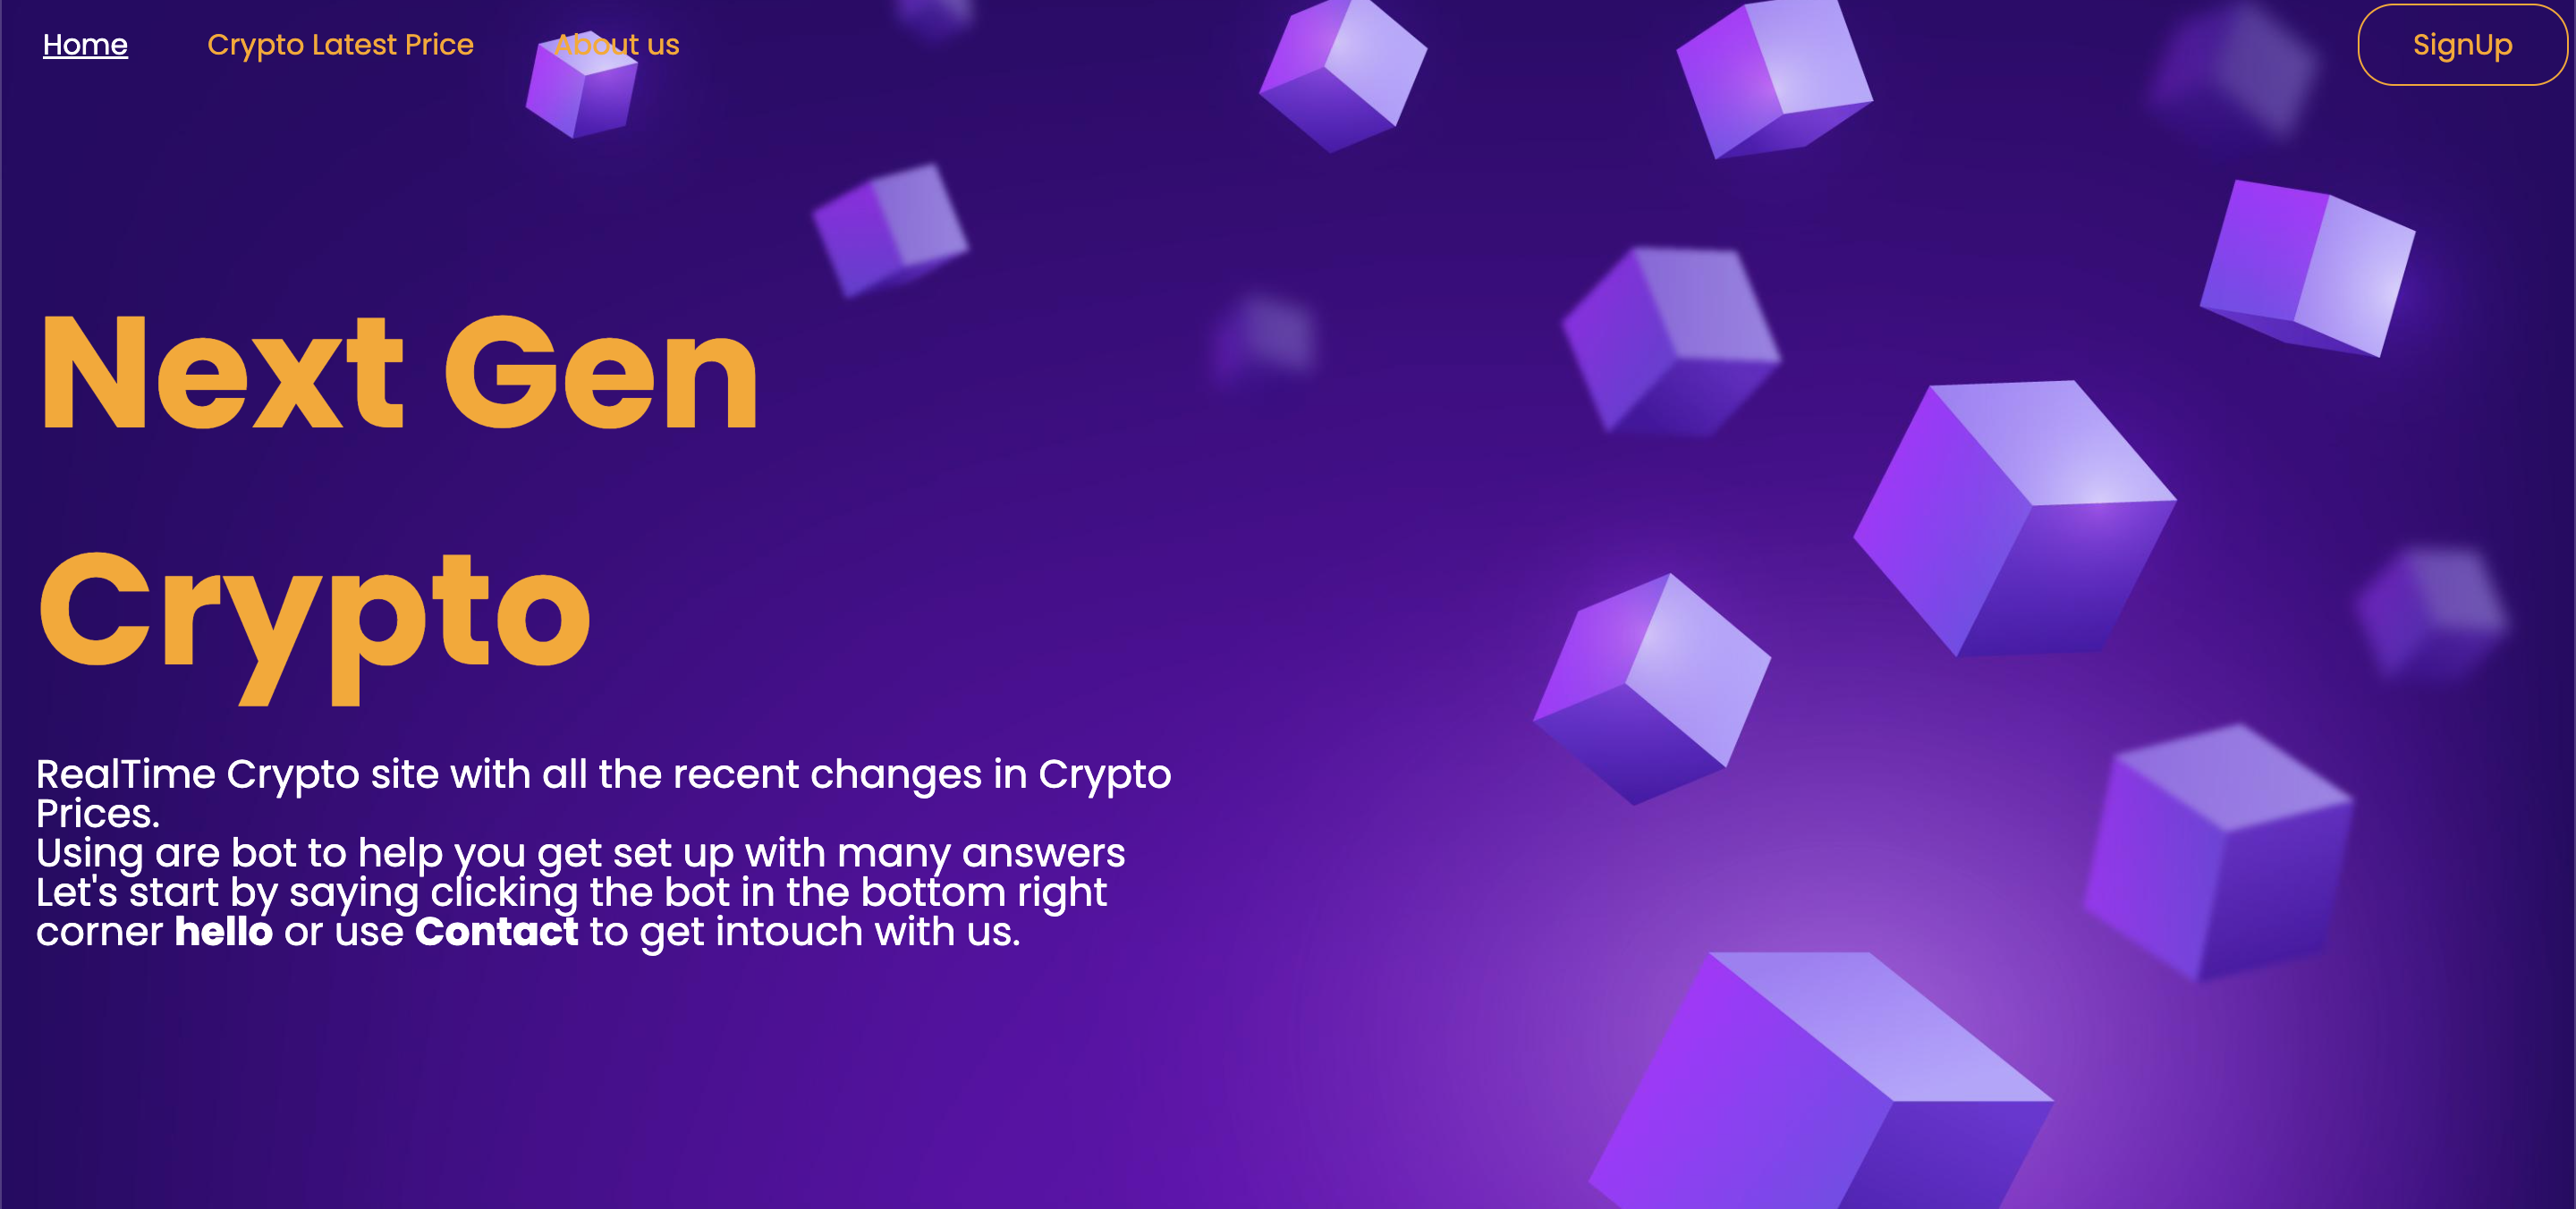 Home Crypto Latest Price About us SignUp
Next Gen
Crypto
RealTime Crypto site with all the recent changes in Crypto
Prices.
Using are bot to help you get set up with many answers
Let's start by saying clicking the bot in the bottom right
corner hello or use Contact to get intouch with us.